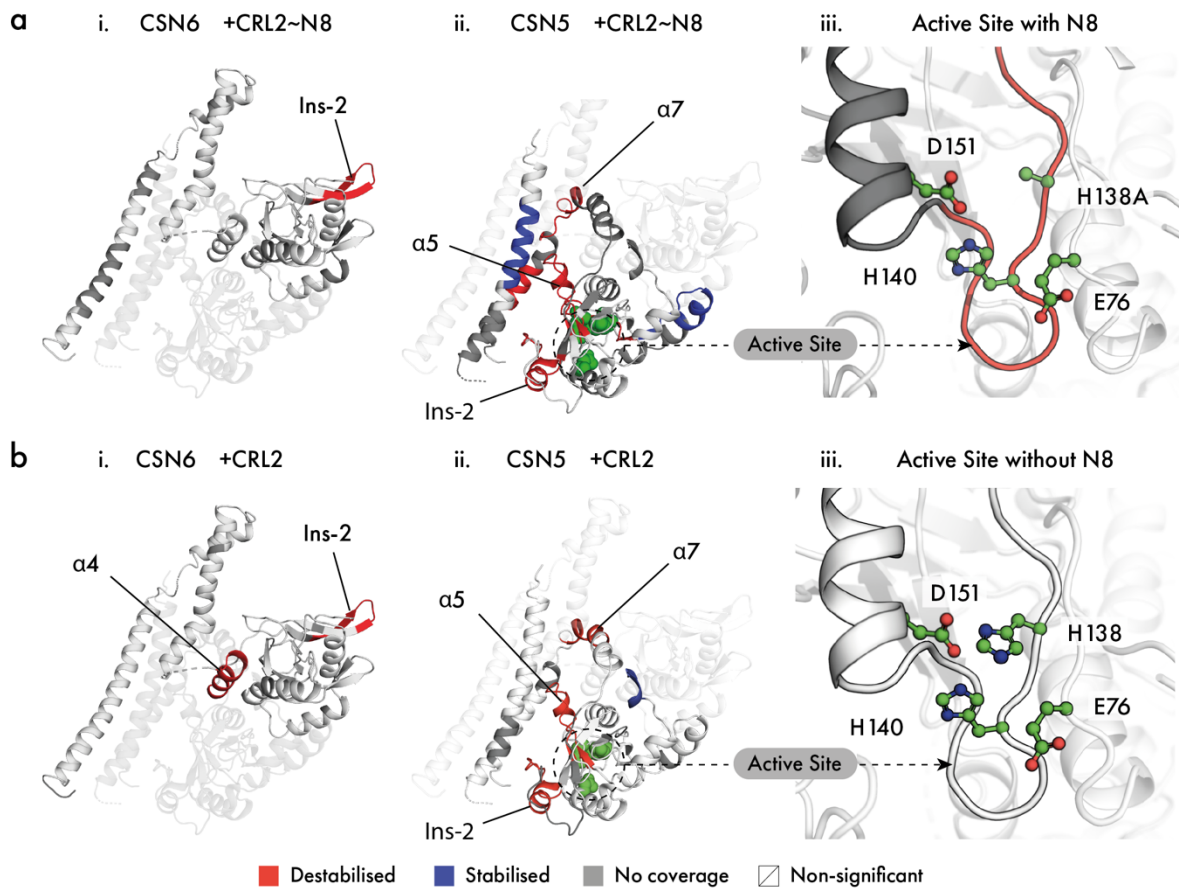 a i. CSN6 +CRL2~N8 ii. CSN5 +CRL2~N8 iii. Active Site with N8
Ins-2
α7
α5
Ins-2
D151
H138A
H140
E76
Active Site
b i. CSN6 +CRL2 ii. CSN5 +CRL2 iii. Active Site without N8
α4
Ins-2
α7
α5
Ins-2
D151
H138
H140
E76
Active Site
Destabilised Stabilised No coverage Non-significant